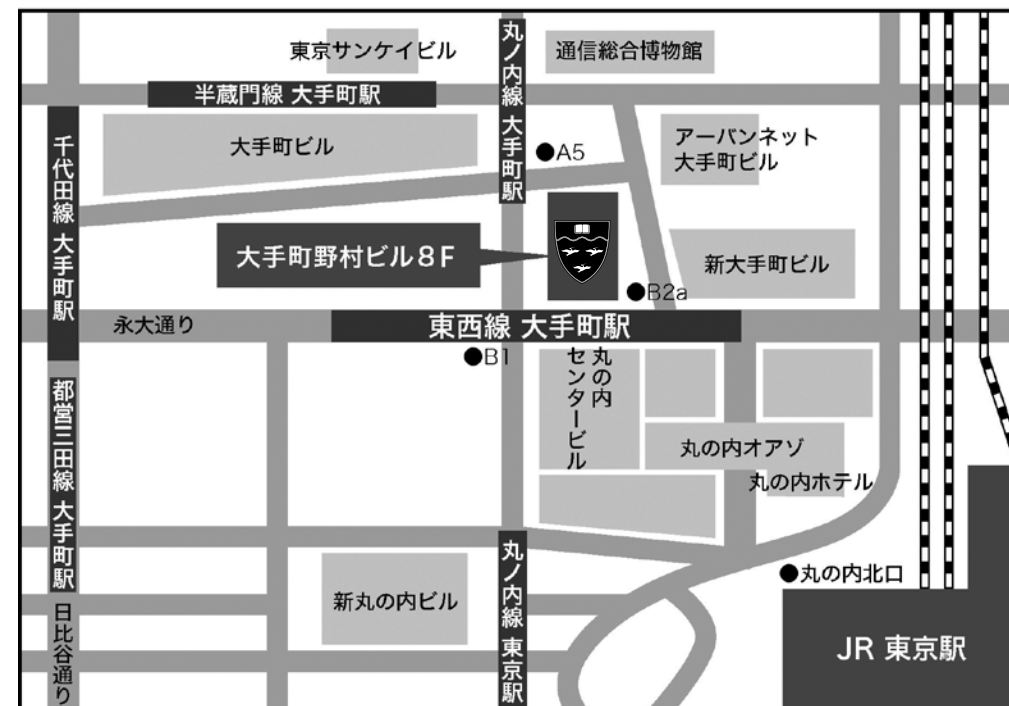 東京サンケイビル
丸ノ内線 大手町駅
通信総合博物館
半蔵門線 大手町駅
千代田線 大手町駅
大手町ビル
A5
アーバンネット
大手町ビル
大手町野村ビル8F
新大手町ビル
B2a
永大通り
東西線 大手町駅
B1
丸の内
センタービル
都営三田線 大手町駅
丸の内オアゾ
丸の内ホテル
丸ノ内線 東京駅
新丸の内ビル
丸の内北口
日比谷通り
JR 東京駅